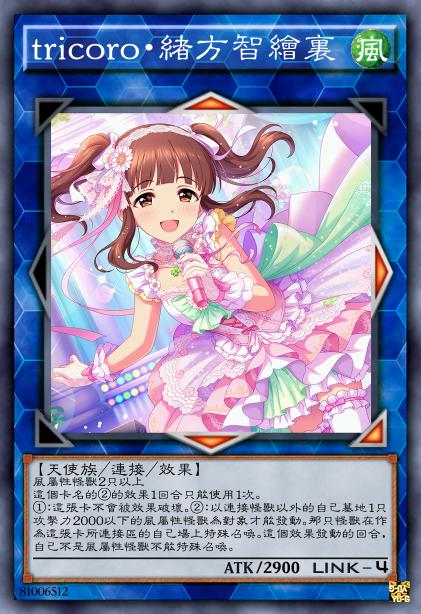 tricoro•緒方智繪裏 風
【天使族/連接/效果】
風屬性怪獸2只以上
這個卡名的②的效果1回合只能使用1次。
①:這張卡不會被效果破壞。②:以連接怪獸以外的自己墓地1只
攻擊力2000以下的風屬性怪獸為對象才能發動。那只怪獸在作
為這張卡所連接區的自己場上特殊召喚。這個效果發動的回合,
自己不是風屬性怪獸不能特殊召喚。
ATK/2900 LINK-4
81006512